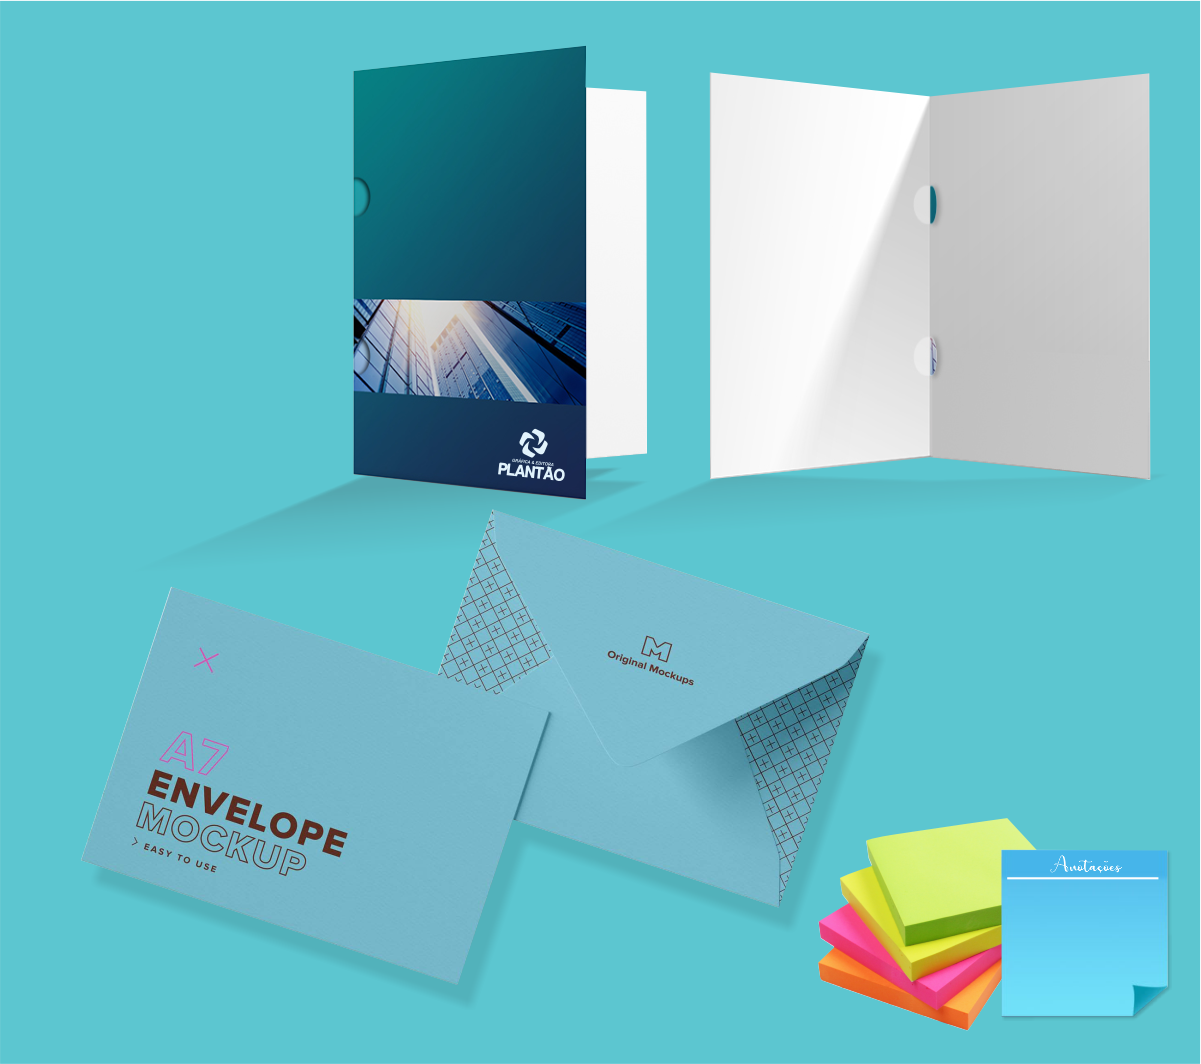 GRÁFICA & EDITORA
PLANTÃO
M
Original Mockups
A7
ENVELOPE
MOCKUP
EASY TO USE
Anotações